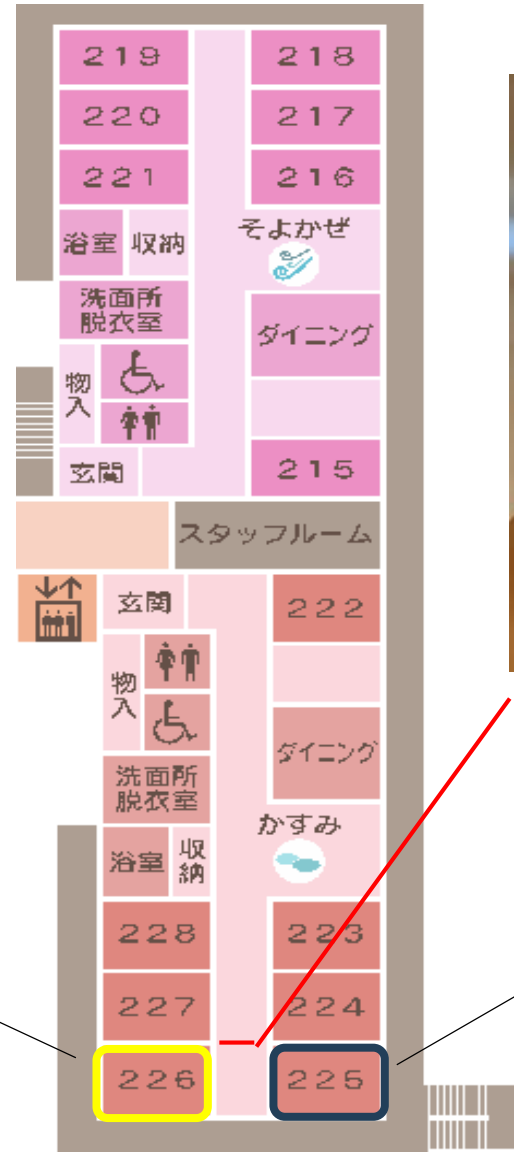 ２１９
２１８
２２０
２１７
２２１
２１６
浴室
収納
そよかぜ
洗面所
脱衣室
ダイニング
物入
玄関
２１５
スタッフルーム
玄関
２２２
物入
ダイニング
洗面所
脱衣室
かすみ
浴室
収納
２２８
２２３
２２７
２２４
２２６
２２５